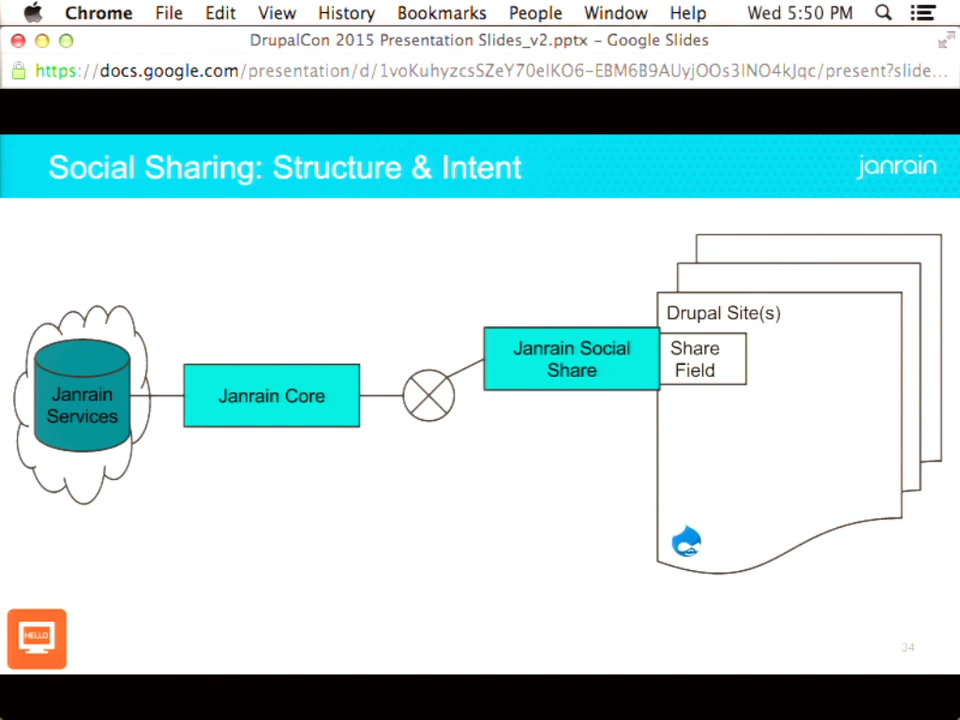 Chrome File Edit View History Bookmarks People Window Help Wed 5:50 PM
DrupalCon 2015 Presentation Slides_v2.pptx – Google Slides
https://docs.google.com/presentation/d/1voKuhyzcsSZeY70elKO6-EBM6B9AUyjOOs3lNO4kJqc/present?slide...
Social Sharing: Structure & Intent
janrain
Drupal Site(s)
Janrain Social
Share
Share
Field
Janrain
Services
Janrain Core
HELLO
34